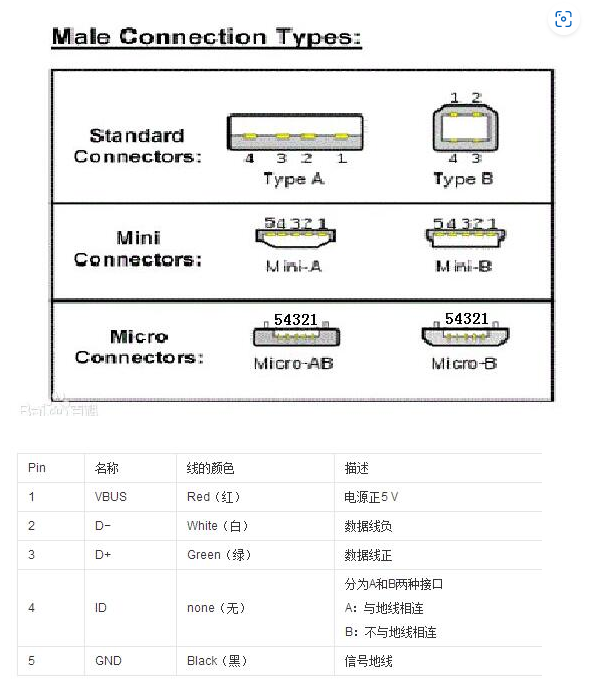 Male Connection Types:
1 2
Standard
Connectors:
4 3 2 1
4 3
Type A
Type B
54321
54321
Mini
Connectors:
Mini-A
Mini-B
54321
54321
Micro
Connectors:
Micro-AB
Micro-B
Pin 名称 线的颜色 描述
1 VBUS Red（红） 电源正5 V
2 D− White（白） 数据线负
3 D+ Green（绿） 数据线正
分为A和B两种接口
4 ID none（无） A：与地线相连
B：不与地线相连
5 GND Black（黑） 信号地线